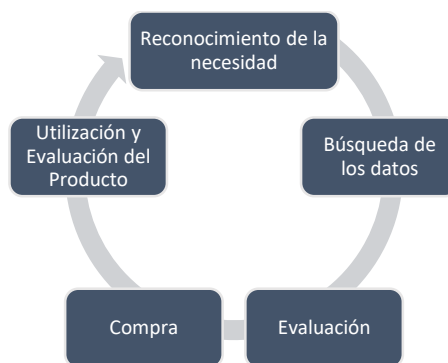 Reconocimiento de la
necesidad
Búsqueda de
los datos
Evaluación
Compra
Utilización y
Evaluación del
Producto